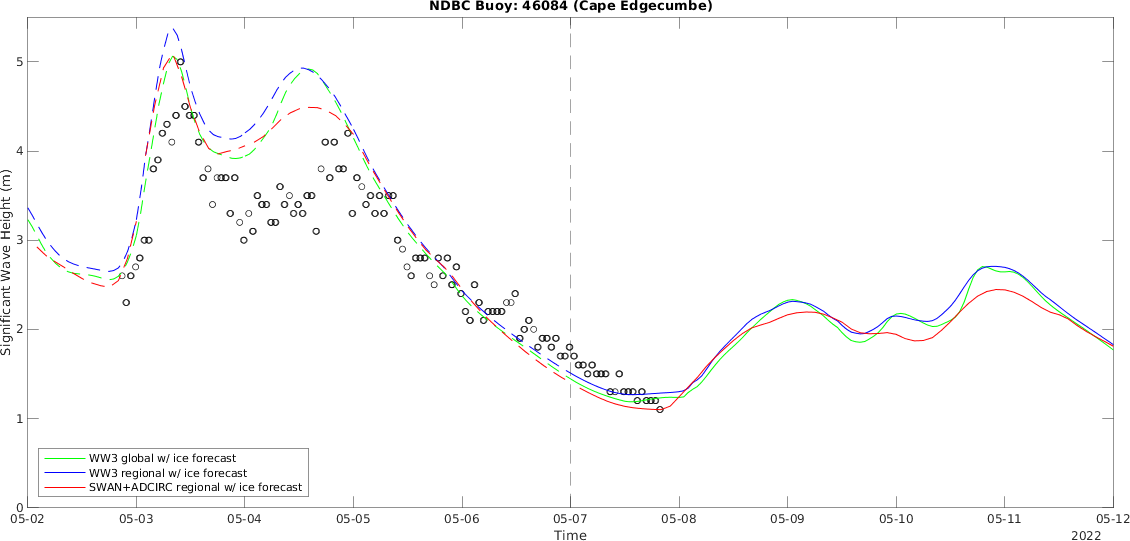 NDBC Buoy: 46084 (Cape Edgecumbe)
Significant Wave Height (m)
5
4
3
2
1
0
WW3 global w/ ice forecast
WW3 regional w/ ice forecast
SWAN+ADCIRC regional w/ ice forecast
05-02 05-03 05-04 05-05 05-06 05-07 05-08 05-09 05-10 05-11 05-12
Time
2022